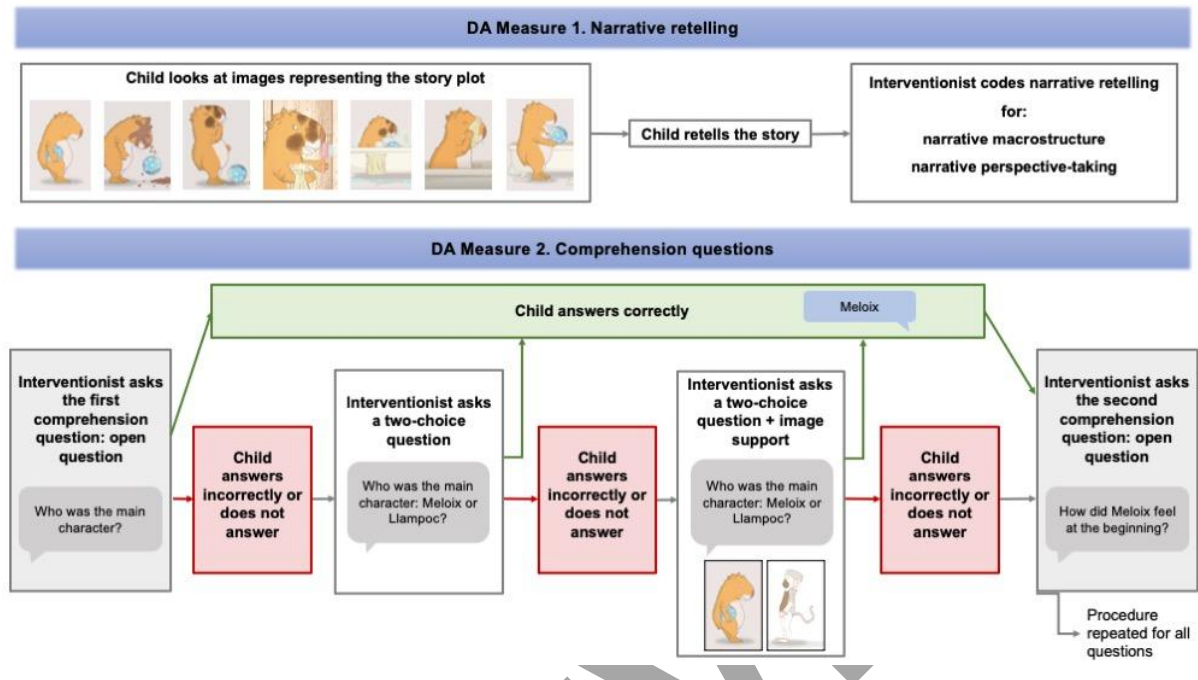 DA Measure 1. Narrative retelling
Child looks at images representing the story plot
Child retells the story
Interventionist codes narrative retelling
for:
narrative macrostructure
narrative perspective-taking
DA Measure 2. Comprehension questions
Child answers correctly
Meloix
Interventionist asks
the first
comprehension
question: open
question
Who was the main
character?
Child
answers
incorrectly or
does not
answer
Interventionist asks
a two-choice
question
Who was the main
character: Meloix or
Llampoc?
Child
answers
incorrectly or
does not
answer
Interventionist asks
a two-choice
question + image
support
Who was the main
character: Meloix or
Llampoc?
Child
answers
incorrectly or
does not
answer
Interventionist asks
the second
comprehension
question: open
question
How did Meloix feel
at the beginning?
Procedure
repeated for all
questions